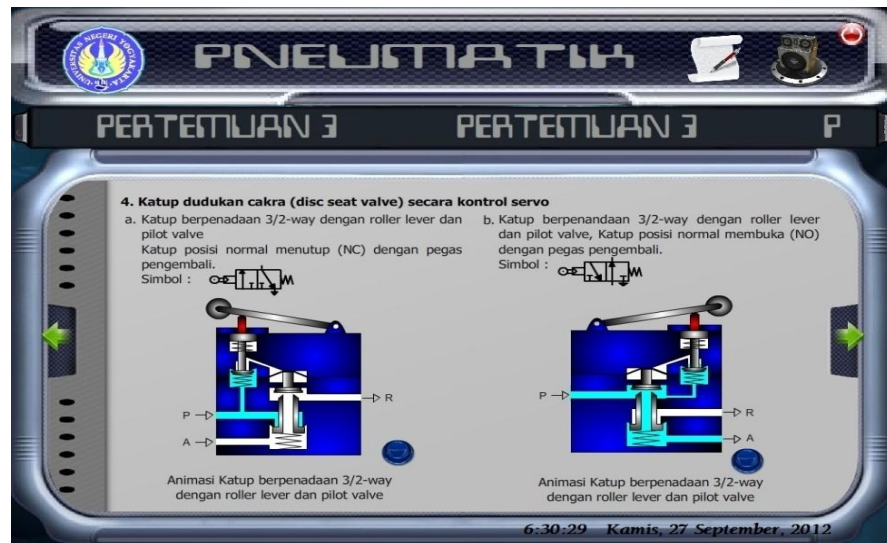 UNIVERSITAS NEGERI YOGYAKARTA
PNEUMATIK
PERTEMUAN 3 PERTEMUAN 3 P
4. Katup dudukan cakra (disc seat valve) secara kontrol servo
a. Katup berpenadaan 3/2-way dengan roller lever dan
pilot valve
Katup posisi normal menutup (NC) dengan pegas
pengembali.
Simbol :
P
R
A
Animasi Katup berpenadaan 3/2-way
dengan roller lever dan pilot valve
b. Katup berpenandaan 3/2-way dengan roller lever
dan pilot valve, Katup posisi normal membuka (NO)
dengan pegas pengembali.
Simbol :
P
R
A
Animasi Katup berpenadaan 3/2-way
dengan roller lever dan pilot valve
6:30:29 Kamis, 27 September, 2012